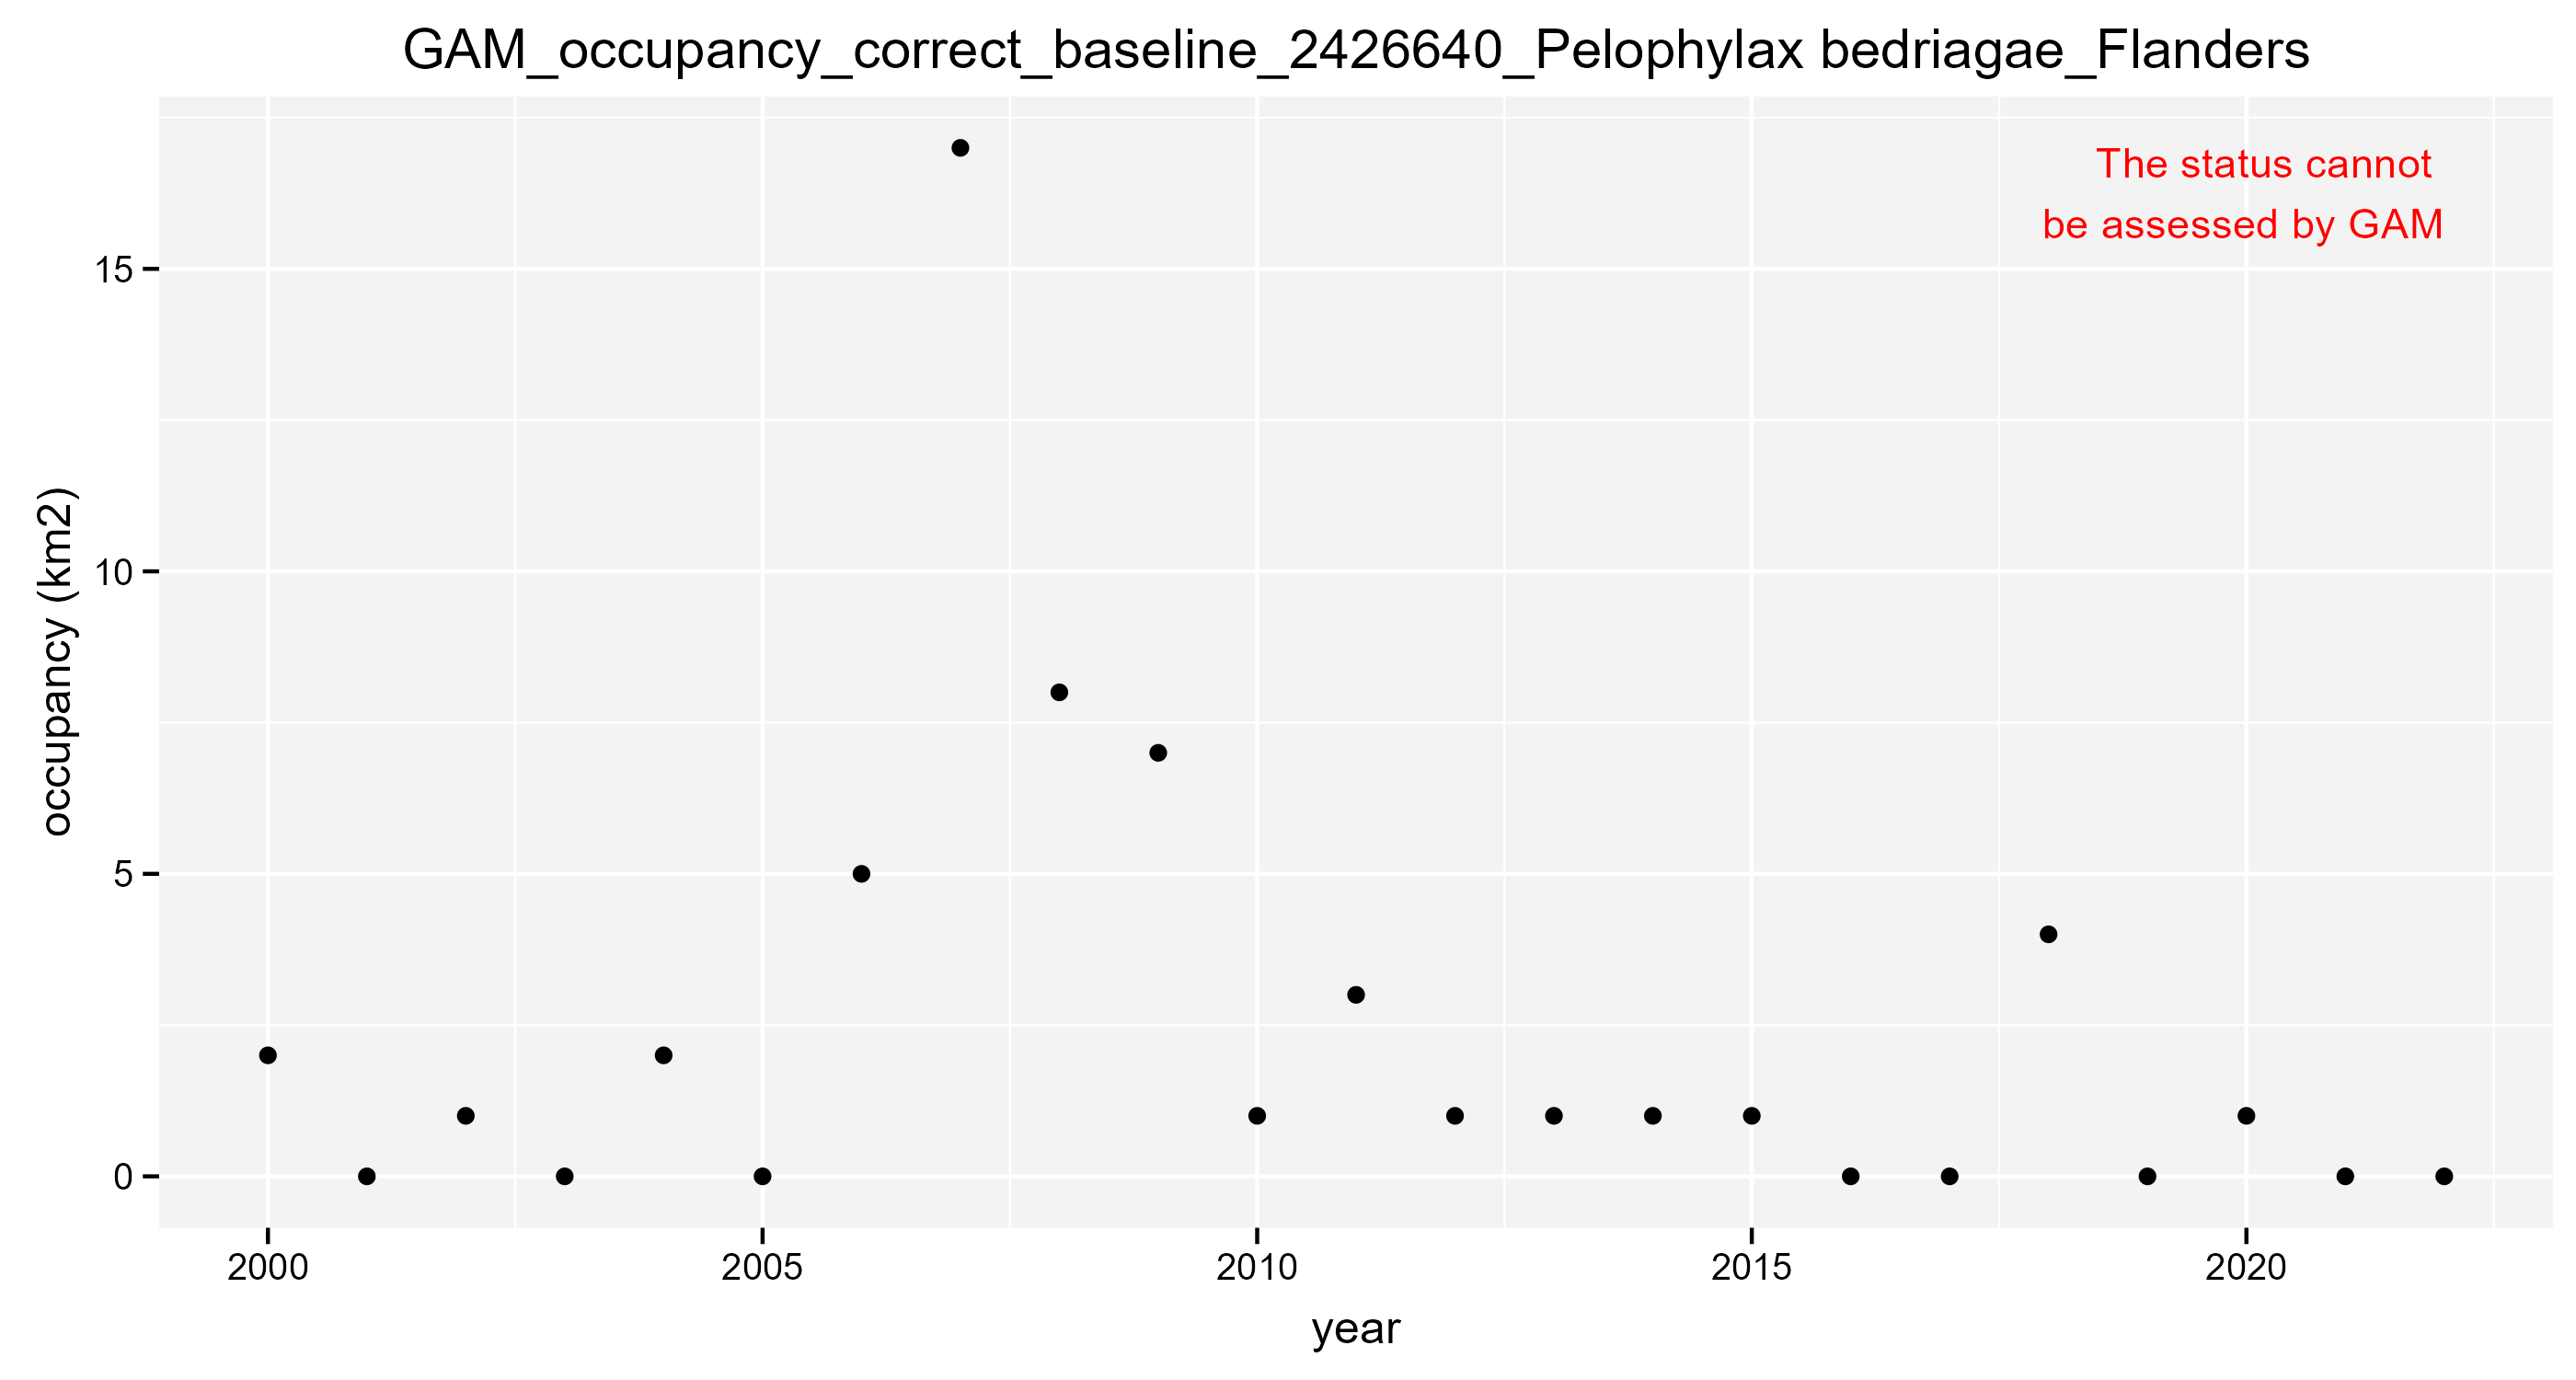 GAM_occupancy_correct_baseline_2426640_Pelophylax bedriagae_Flanders
The status cannot
be assessed by GAM
occupancy (km2)
15
10
5
0
2000 2005 2010 2015 2020
year